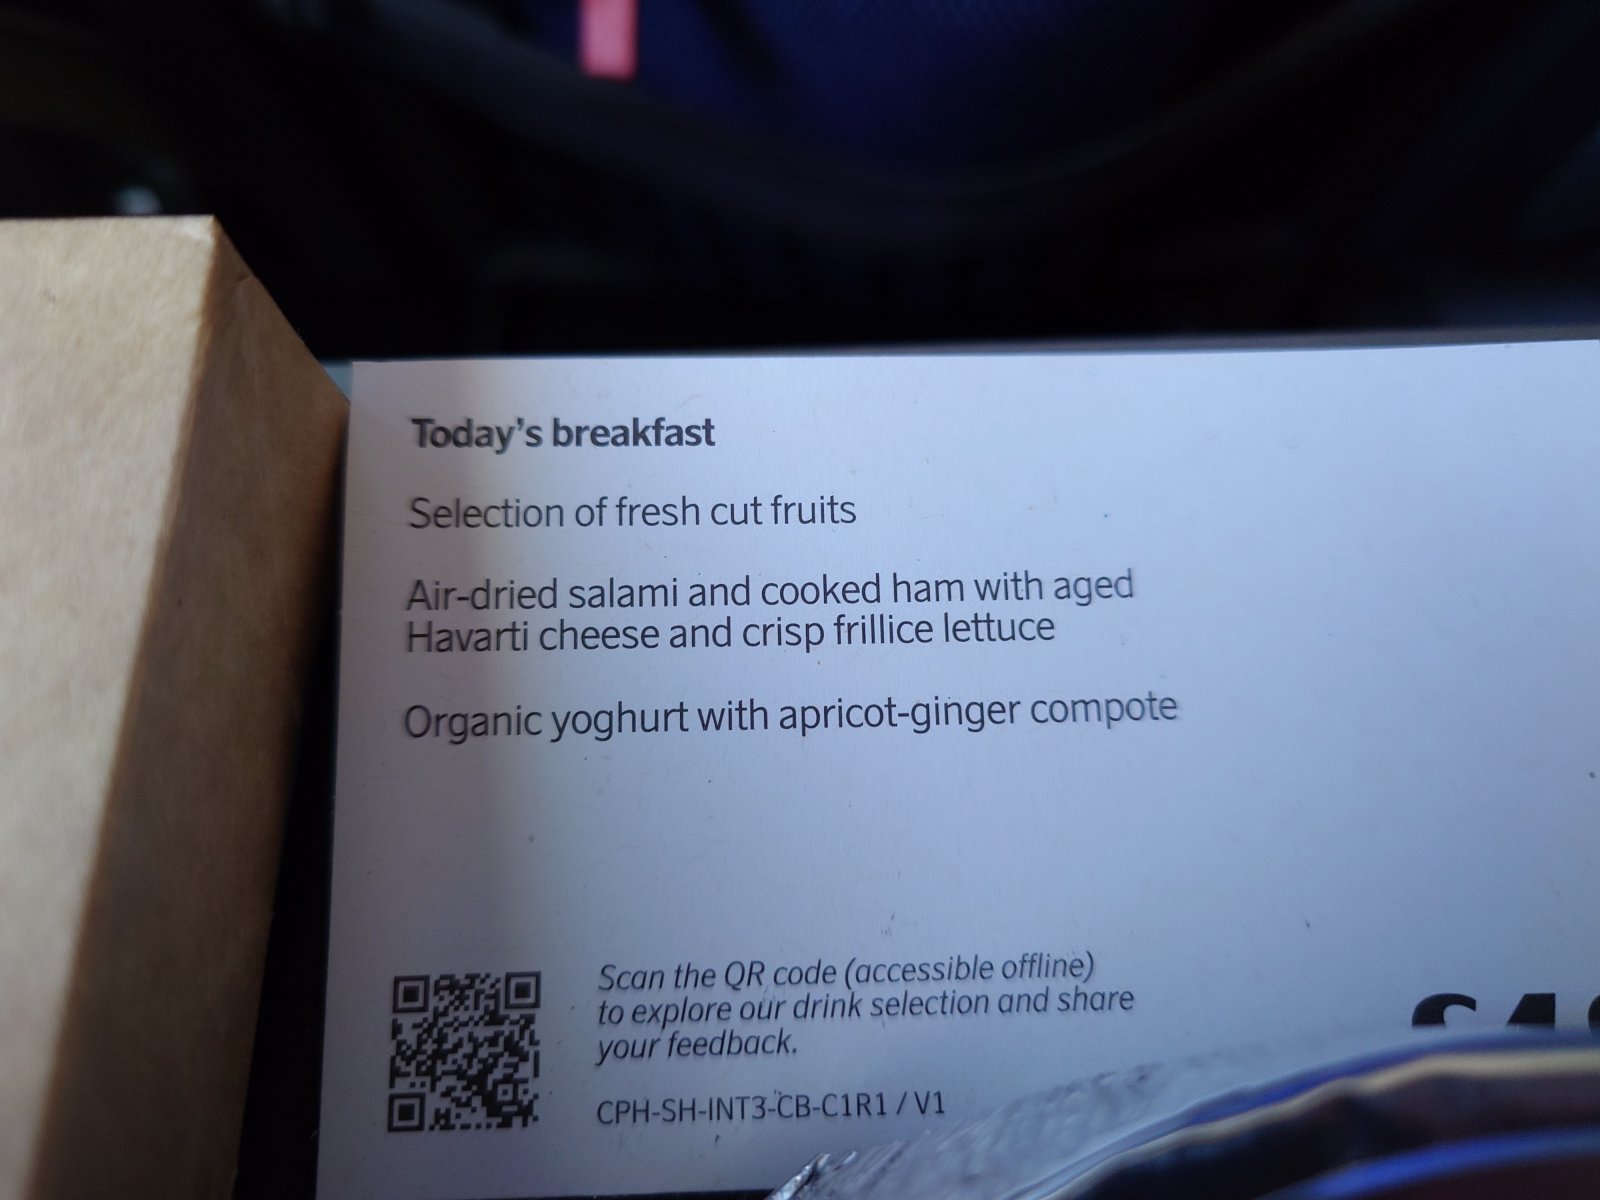 Today's breakfast
Selection of fresh cut fruits
Air-dried salami and cooked ham with aged
Havarti cheese and crisp frillice lettuce
Organic yoghurt with apricot-ginger compote
Scan the QR code (accessible offline)
to explore our drink selection and share
your feedback.
CPH-SH-INT3-CB-C1R1 / V1